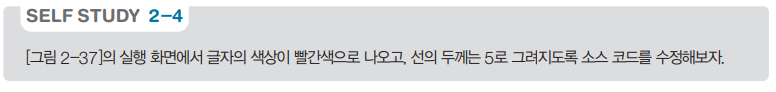 SELF STUDY 2-4
[그림 2-37]의 실행 화면에서 글자의 색상이 빨간색으로 나오고, 선의 두께는 5로 그려지도록 소스 코드를 수정해보자.